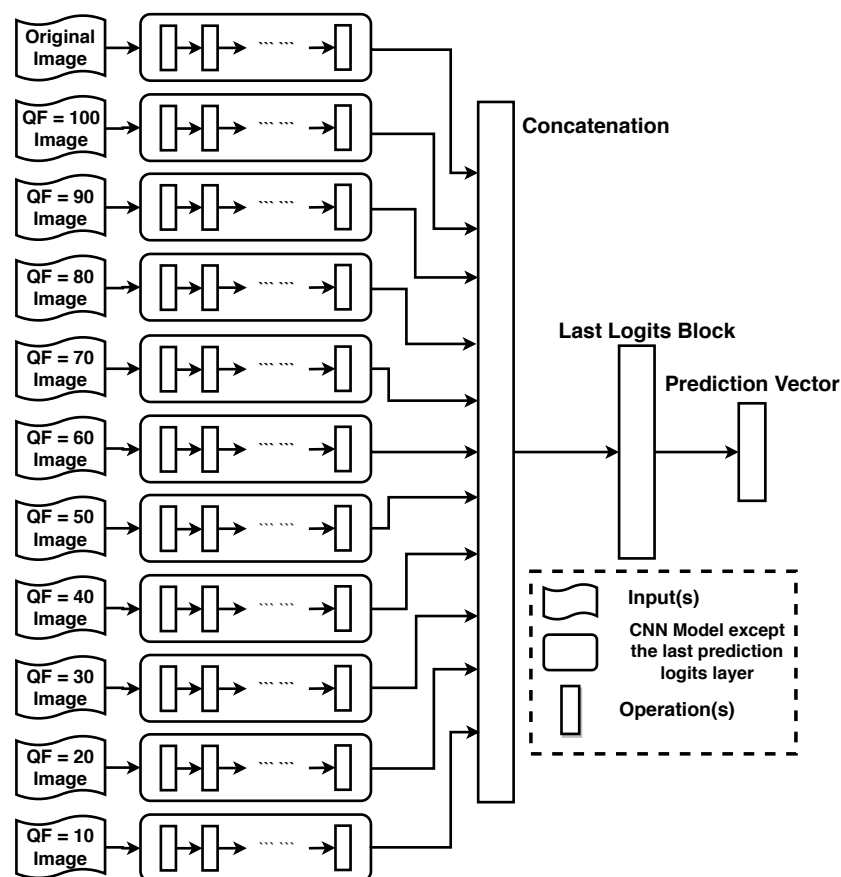 Original
Image
QF = 100
Image
QF = 90
Image
QF = 80
Image
QF = 70
Image
QF = 60
Image
QF = 50
Image
QF = 40
Image
QF = 30
Image
QF = 20
Image
QF = 10
Image
Concatenation
Last Logits Block
Prediction Vector
Input(s)
CNN Model except
the last prediction
logits layer
Operation(s)